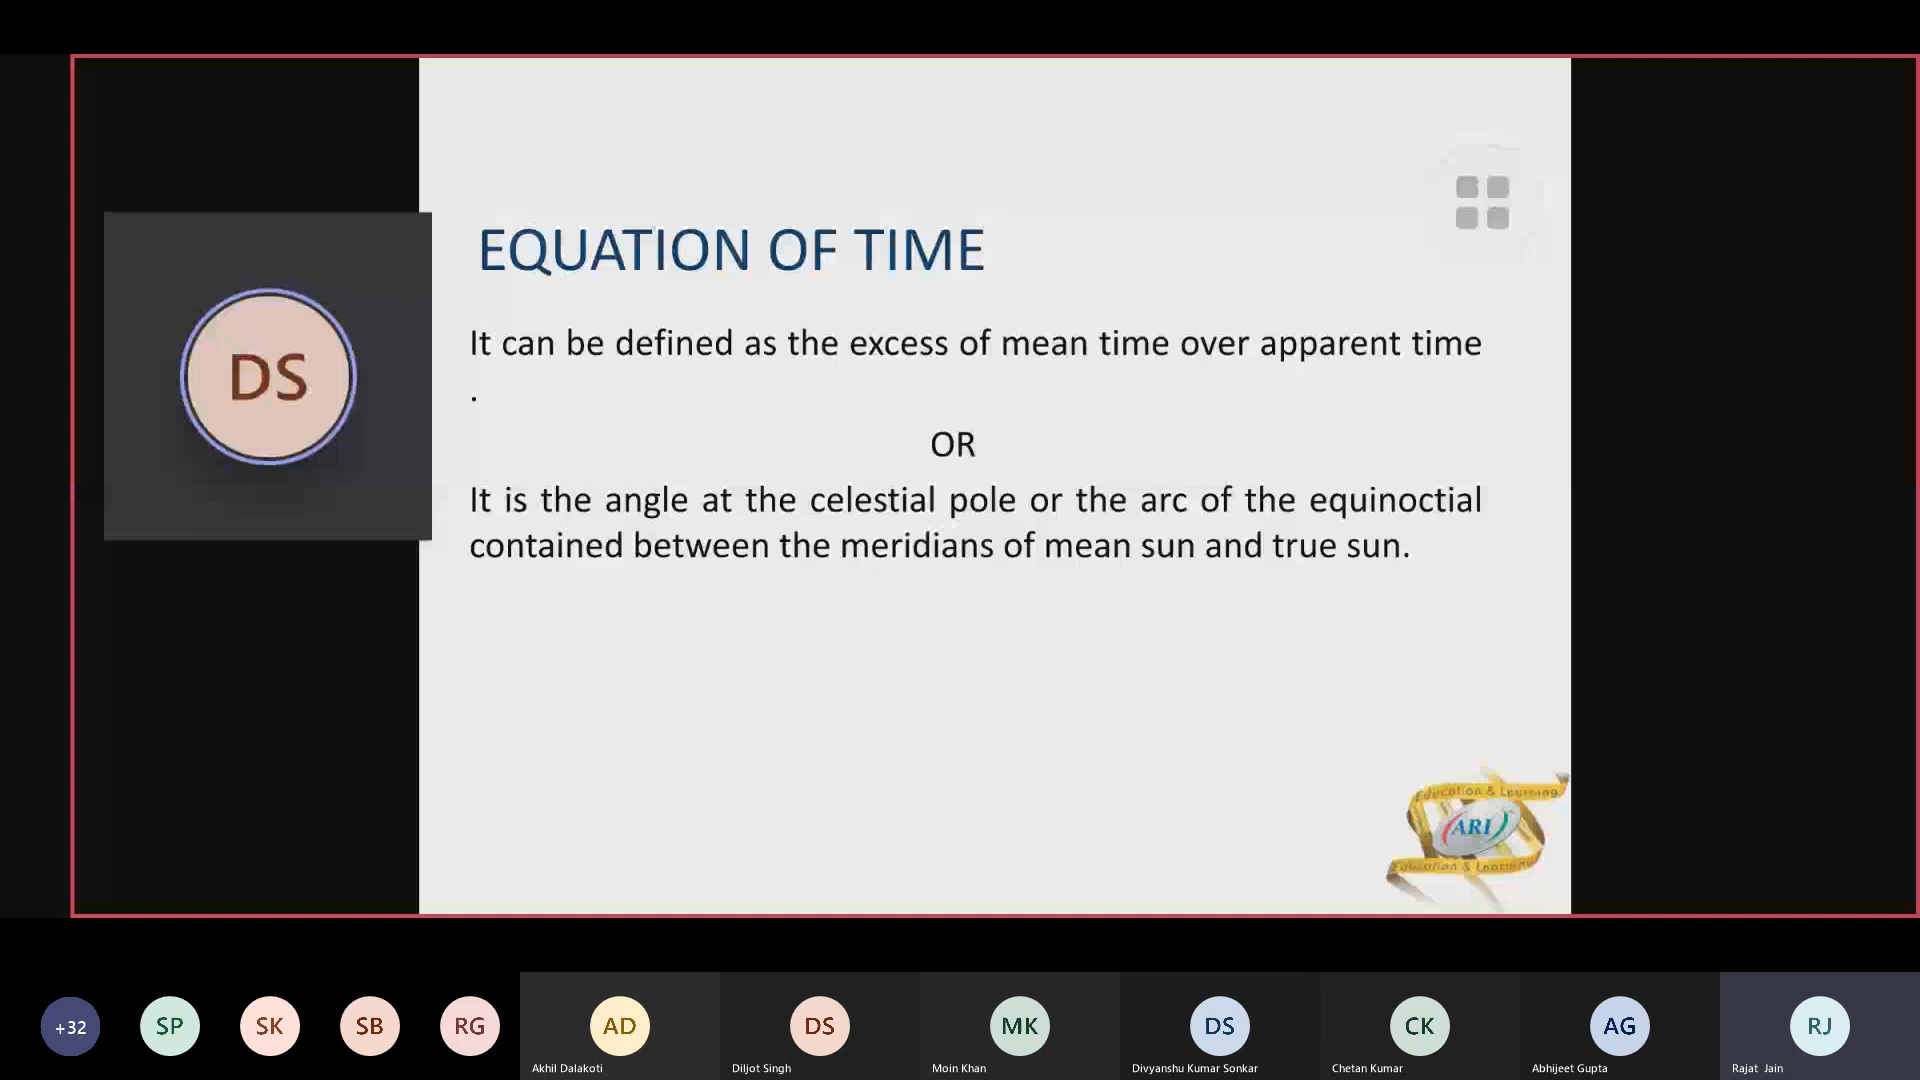 EQUATION OF TIME
It can be defined as the excess of mean time over apparent time
.
OR
It is the angle at the celestial pole or the arc of the equinoctial
contained between the meridians of mean sun and true sun.
DS
Education & Learning
ARI
Education & Learning
+32
SP
SK
SB
RG
AD
DS
MK
DS
CK
AG
RJ
Akhil Dalakoti
Diljot Singh
Moin Khan
Divyanshu Kumar Sonkar
Chetan Kumar
Abhijeet Gupta
Rajat Jain